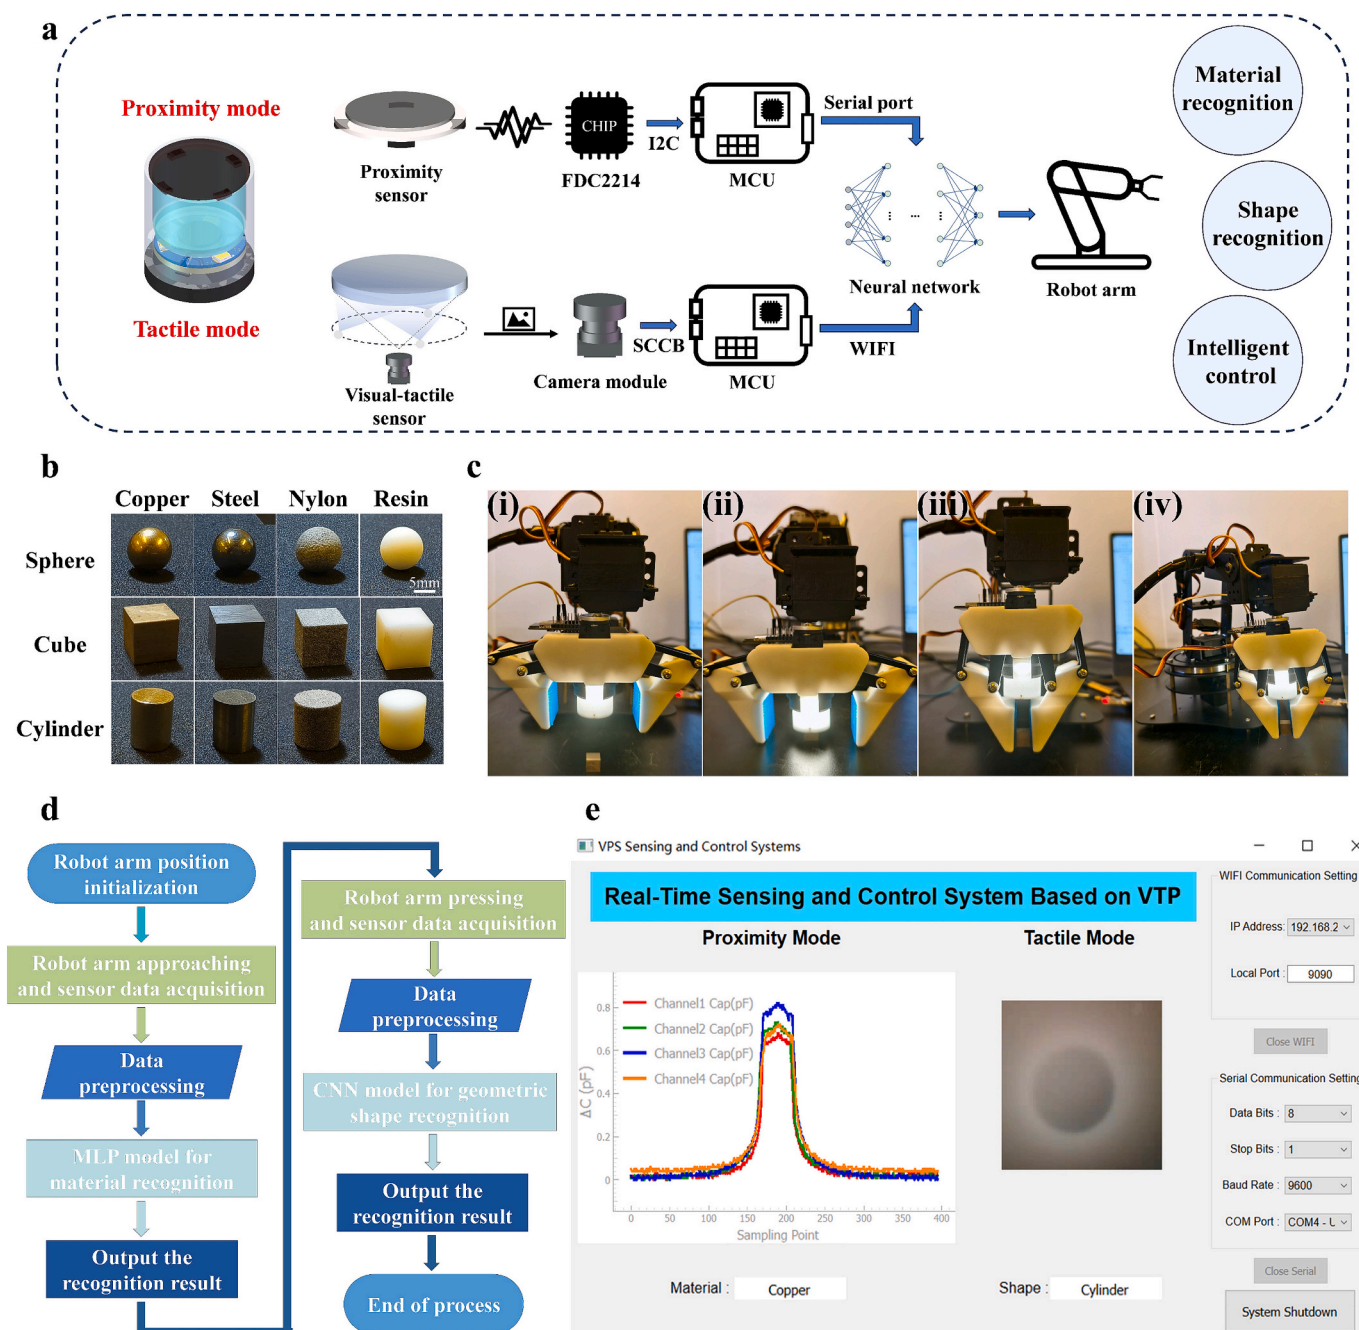 a
Proximity mode
Tactile mode
Proximity
sensor
CHIP
FDC2214
I2C
MCU
Serial port
Visual-tactile
sensor
Camera module
SCCB
MCU
WIFI
Neural network
Robot arm
Material
recognition
Shape
recognition
Intelligent
control
b
Copper Steel Nylon Resin
Sphere
5mm
Cube
Cylinder
c
(i) (ii) (iii) (iv)
d
Robot arm position
initialization
Robot arm approaching
and sensor data acquisition
Data
preprocessing
MLP model for
material recognition
Output the
recognition result
Robot arm pressing
and sensor data acquisition
Data
preprocessing
CNN model for geometric
shape recognition
Output the
recognition result
End of process
e
VPS Sensing and Control Systems
Real-Time Sensing and Control System Based on VTP
Proximity Mode
Tactile Mode
Channel1 Cap(pF)
Channel2 Cap(pF)
Channel3 Cap(pF)
Channel4 Cap(pF)
ΔC (pF)
0.8
0.6
0.4
0.2
0
0 50 100 150 200 250 300 350 400
Sampling Point
Material : Copper
Shape : Cylinder
WIFI Communication Setting
IP Address: 192.168.2
Local Port : 9090
Close WIFI
Serial Communication Setting
Data Bits : 8
Stop Bits : 1
Baud Rate : 9600
COM Port : COM4 - U
Close Serial
System Shutdown